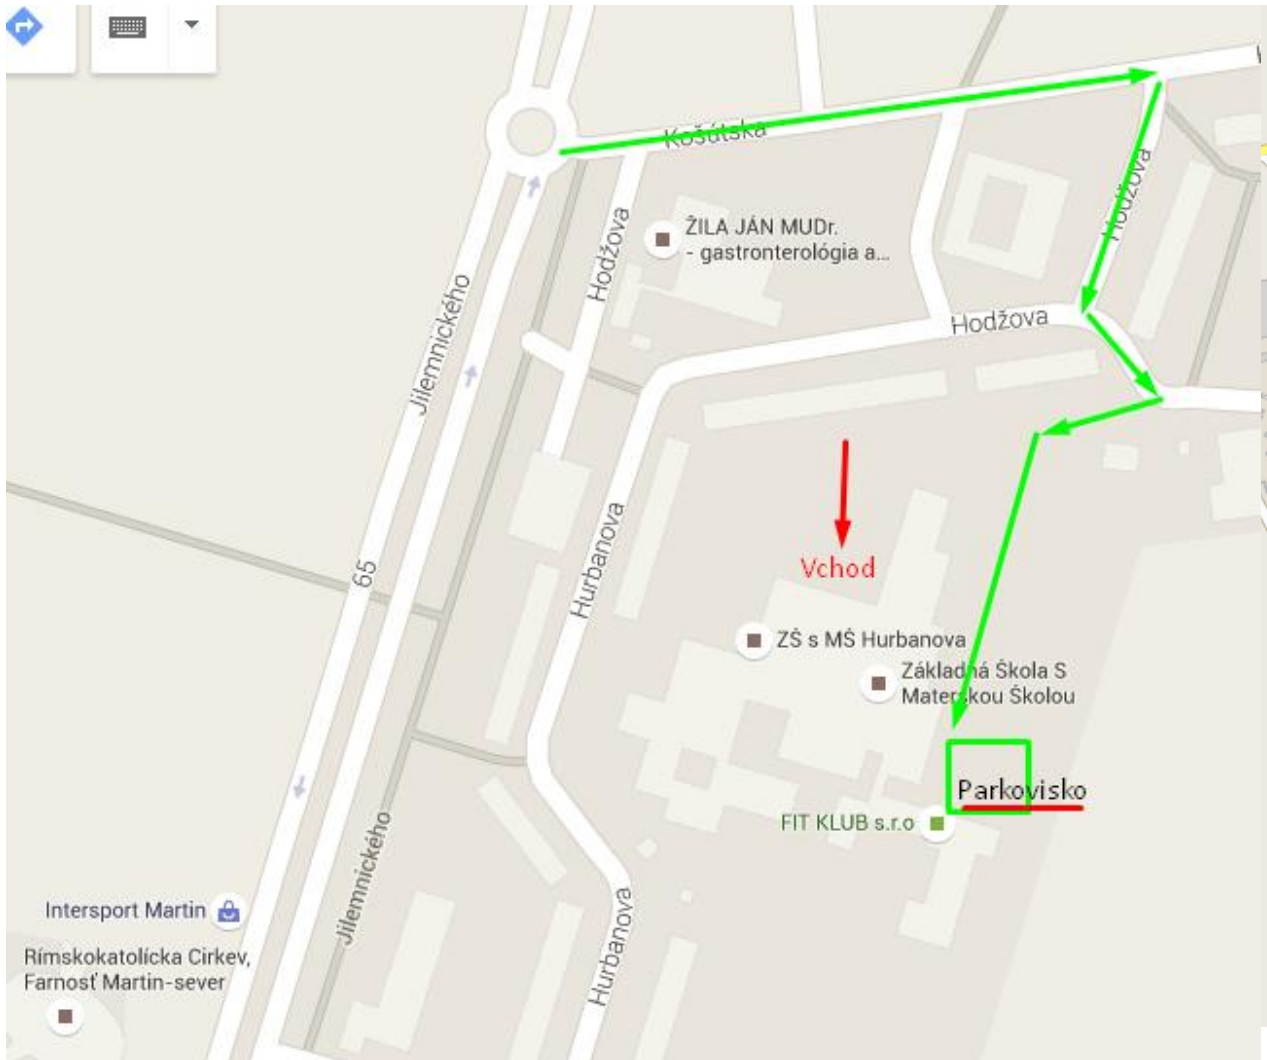 Košútska
Hodžova
Hodžova
ŽILA JÁN MUDr.
- gastronterológia a...
Hodžova
Jilemnického
Vchod
65
Hurbanova
ZŠ s MŠ Hurbanova
Základná Škola S
Materskou Školou
Parkovisko
FIT KLUB s.r.o
Jilemnického
Intersport Martin
Hurbanova
Rímskokatolícka Cirkev,
Farnosť Martin-sever